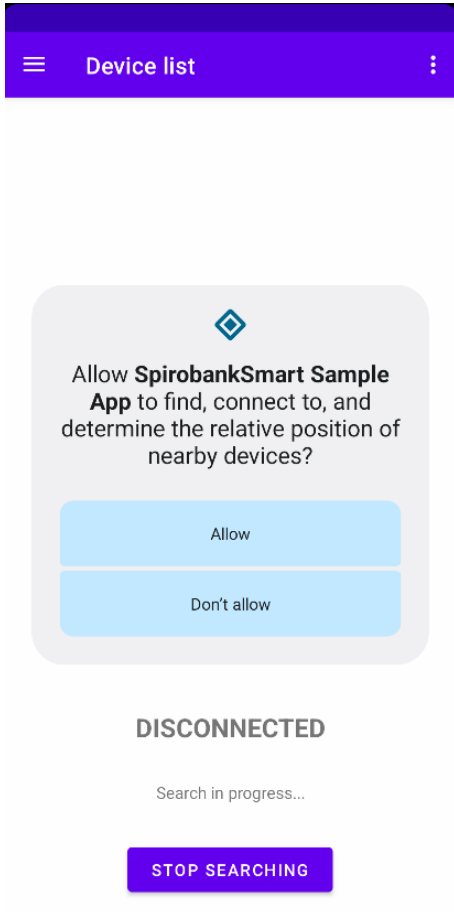 Device list
Allow SpirobankSmart Sample
App to find, connect to, and
determine the relative position of
nearby devices?
Allow
Don’t allow
DISCONNECTED
Search in progress...
STOP SEARCHING